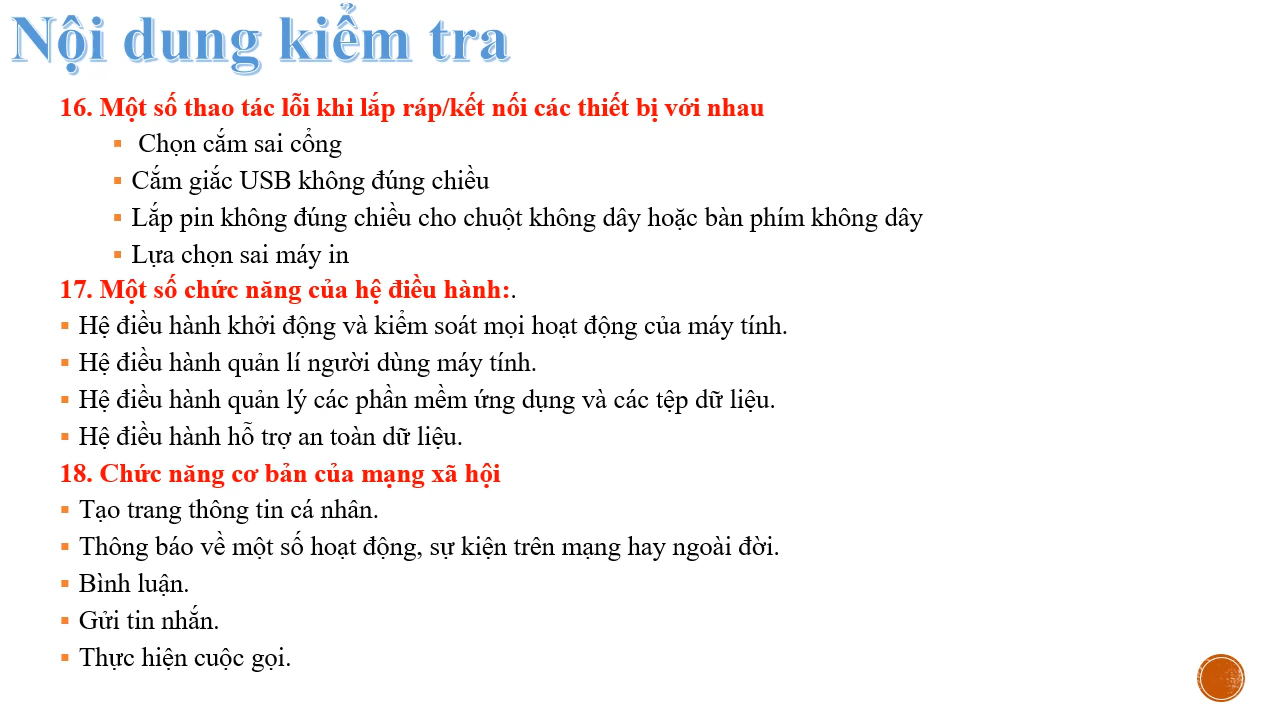 Nội dung kiểm tra
16. Một số thao tác lỗi khi lắp ráp/kết nối các thiết bị với nhau
▪ Chọn cắm sai cổng
▪ Cắm giắc USB không đúng chiều
▪ Lắp pin không đúng chiều cho chuột không dây hoặc bàn phím không dây
▪ Lựa chọn sai máy in
17. Một số chức năng của hệ điều hành:.
▪ Hệ điều hành khởi động và kiểm soát mọi hoạt động của máy tính.
▪ Hệ điều hành quản lí người dùng máy tính.
▪ Hệ điều hành quản lý các phần mềm ứng dụng và các tệp dữ liệu.
▪ Hệ điều hành hỗ trợ an toàn dữ liệu.
18. Chức năng cơ bản của mạng xã hội
▪ Tạo trang thông tin cá nhân.
▪ Thông báo về một số hoạt động, sự kiện trên mạng hay ngoài đời.
▪ Bình luận.
▪ Gửi tin nhắn.
▪ Thực hiện cuộc gọi.